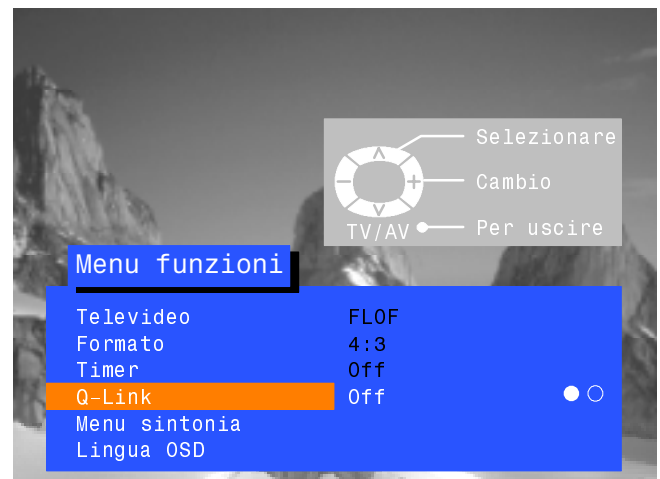 Selezionare
Cambio
TV/AV Per uscire
Menu funzioni
Televideo FLOF
Formato 4:3
Timer Off
Q-Link Off
Menu sintonia
Lingua OSD